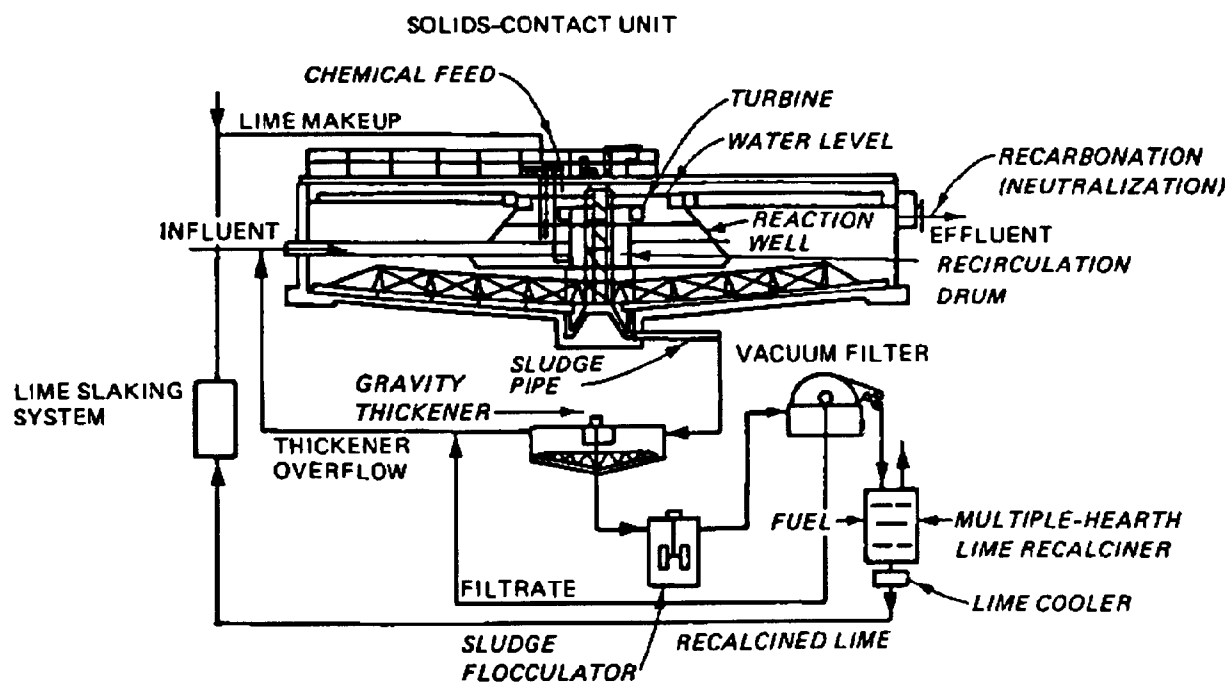 SOLIDS-CONTACT UNIT
CHEMICAL FEED
TURBINE
LIME MAKEUP
WATER LEVEL
RECARBONATION
(NEUTRALIZATION)
INFLUENT
REACTION
WELL
EFFLUENT
RECIRCULATION
DRUM
SLUDGE
PIPE
VACUUM FILTER
LIME SLAKING
SYSTEM
GRAVITY
THICKENER
THICKENER
OVERFLOW
FUEL
MULTIPLE-HEARTH
LIME RECALCINER
FILTRATE
LIME COOLER
SLUDGE
FLOCCULATOR
RECALCINED LIME